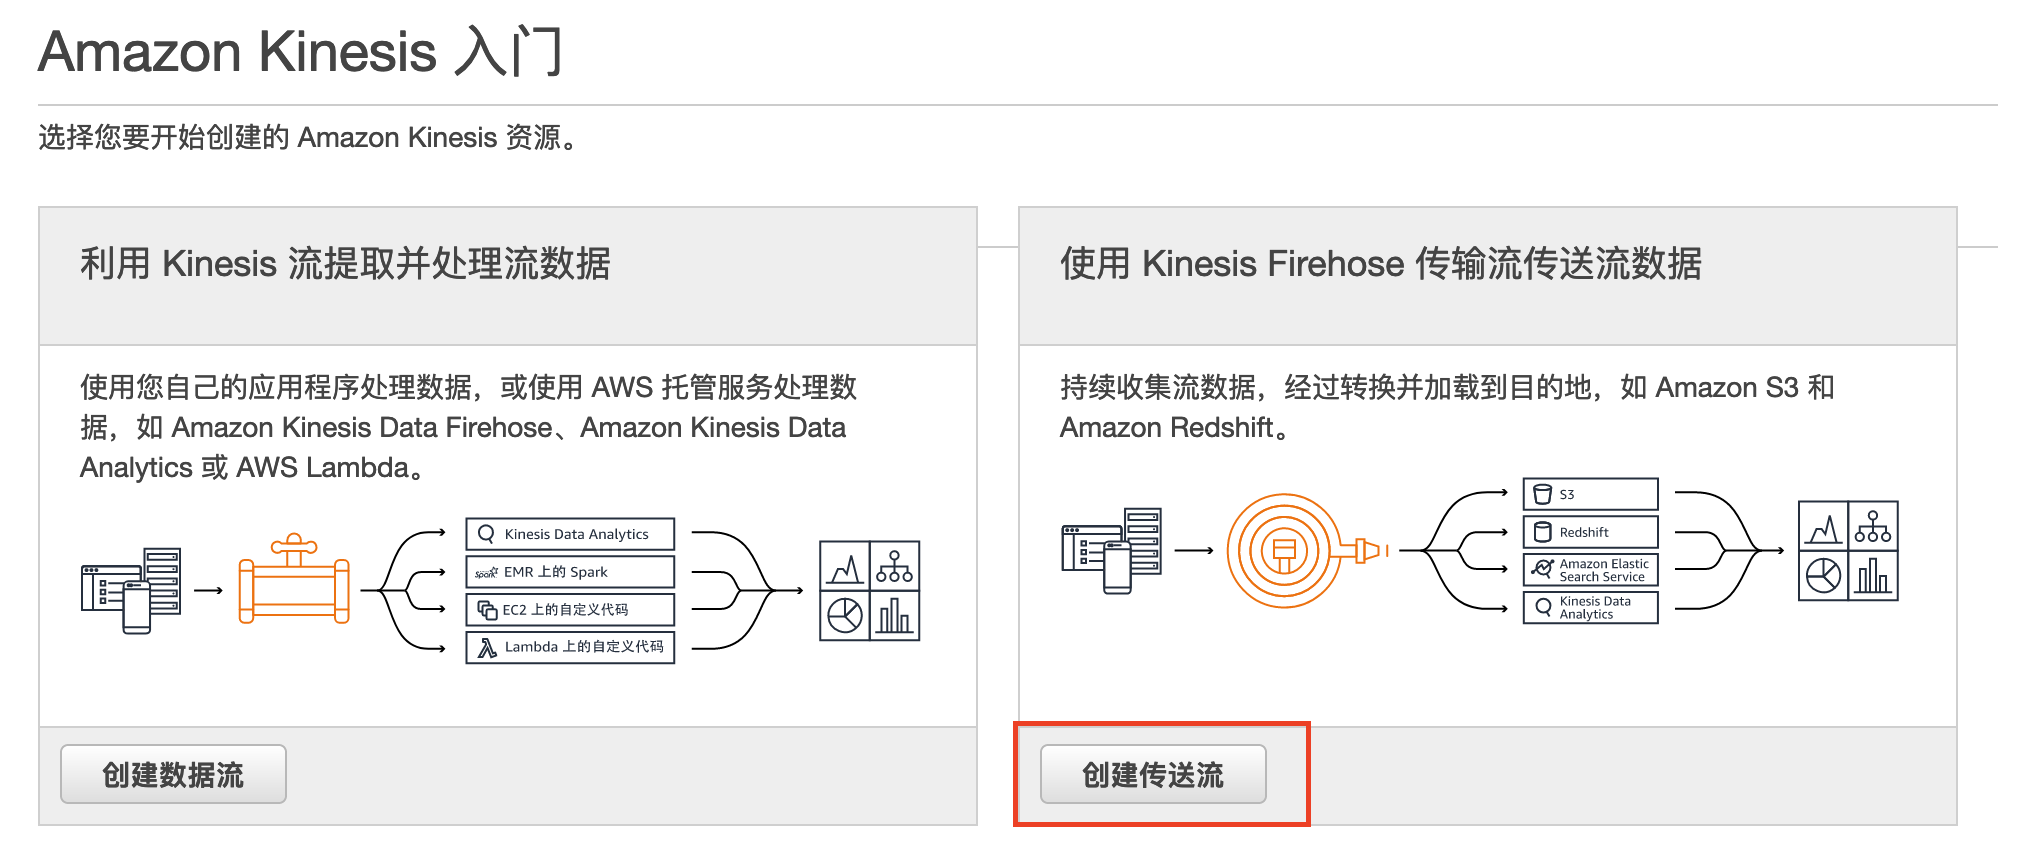 Amazon Kinesis 入门
选择您要开始创建的 Amazon Kinesis 资源。
利用 Kinesis 流提取并处理流数据
使用您自己的应用程序处理数据，或使用 AWS 托管服务处理数
据，如 Amazon Kinesis Data Firehose、Amazon Kinesis Data
Analytics 或 AWS Lambda。
Kinesis Data Analytics
Spark EMR 上的 Spark
EC2 上的自定义代码
Lambda 上的自定义代码
创建数据流
使用 Kinesis Firehose 传输流传送流数据
持续收集流数据，经过转换并加载到目的地，如 Amazon S3 和
Amazon Redshift。
S3
Redshift
Amazon Elastic
Search Service
Kinesis Data
Analytics
创建传送流